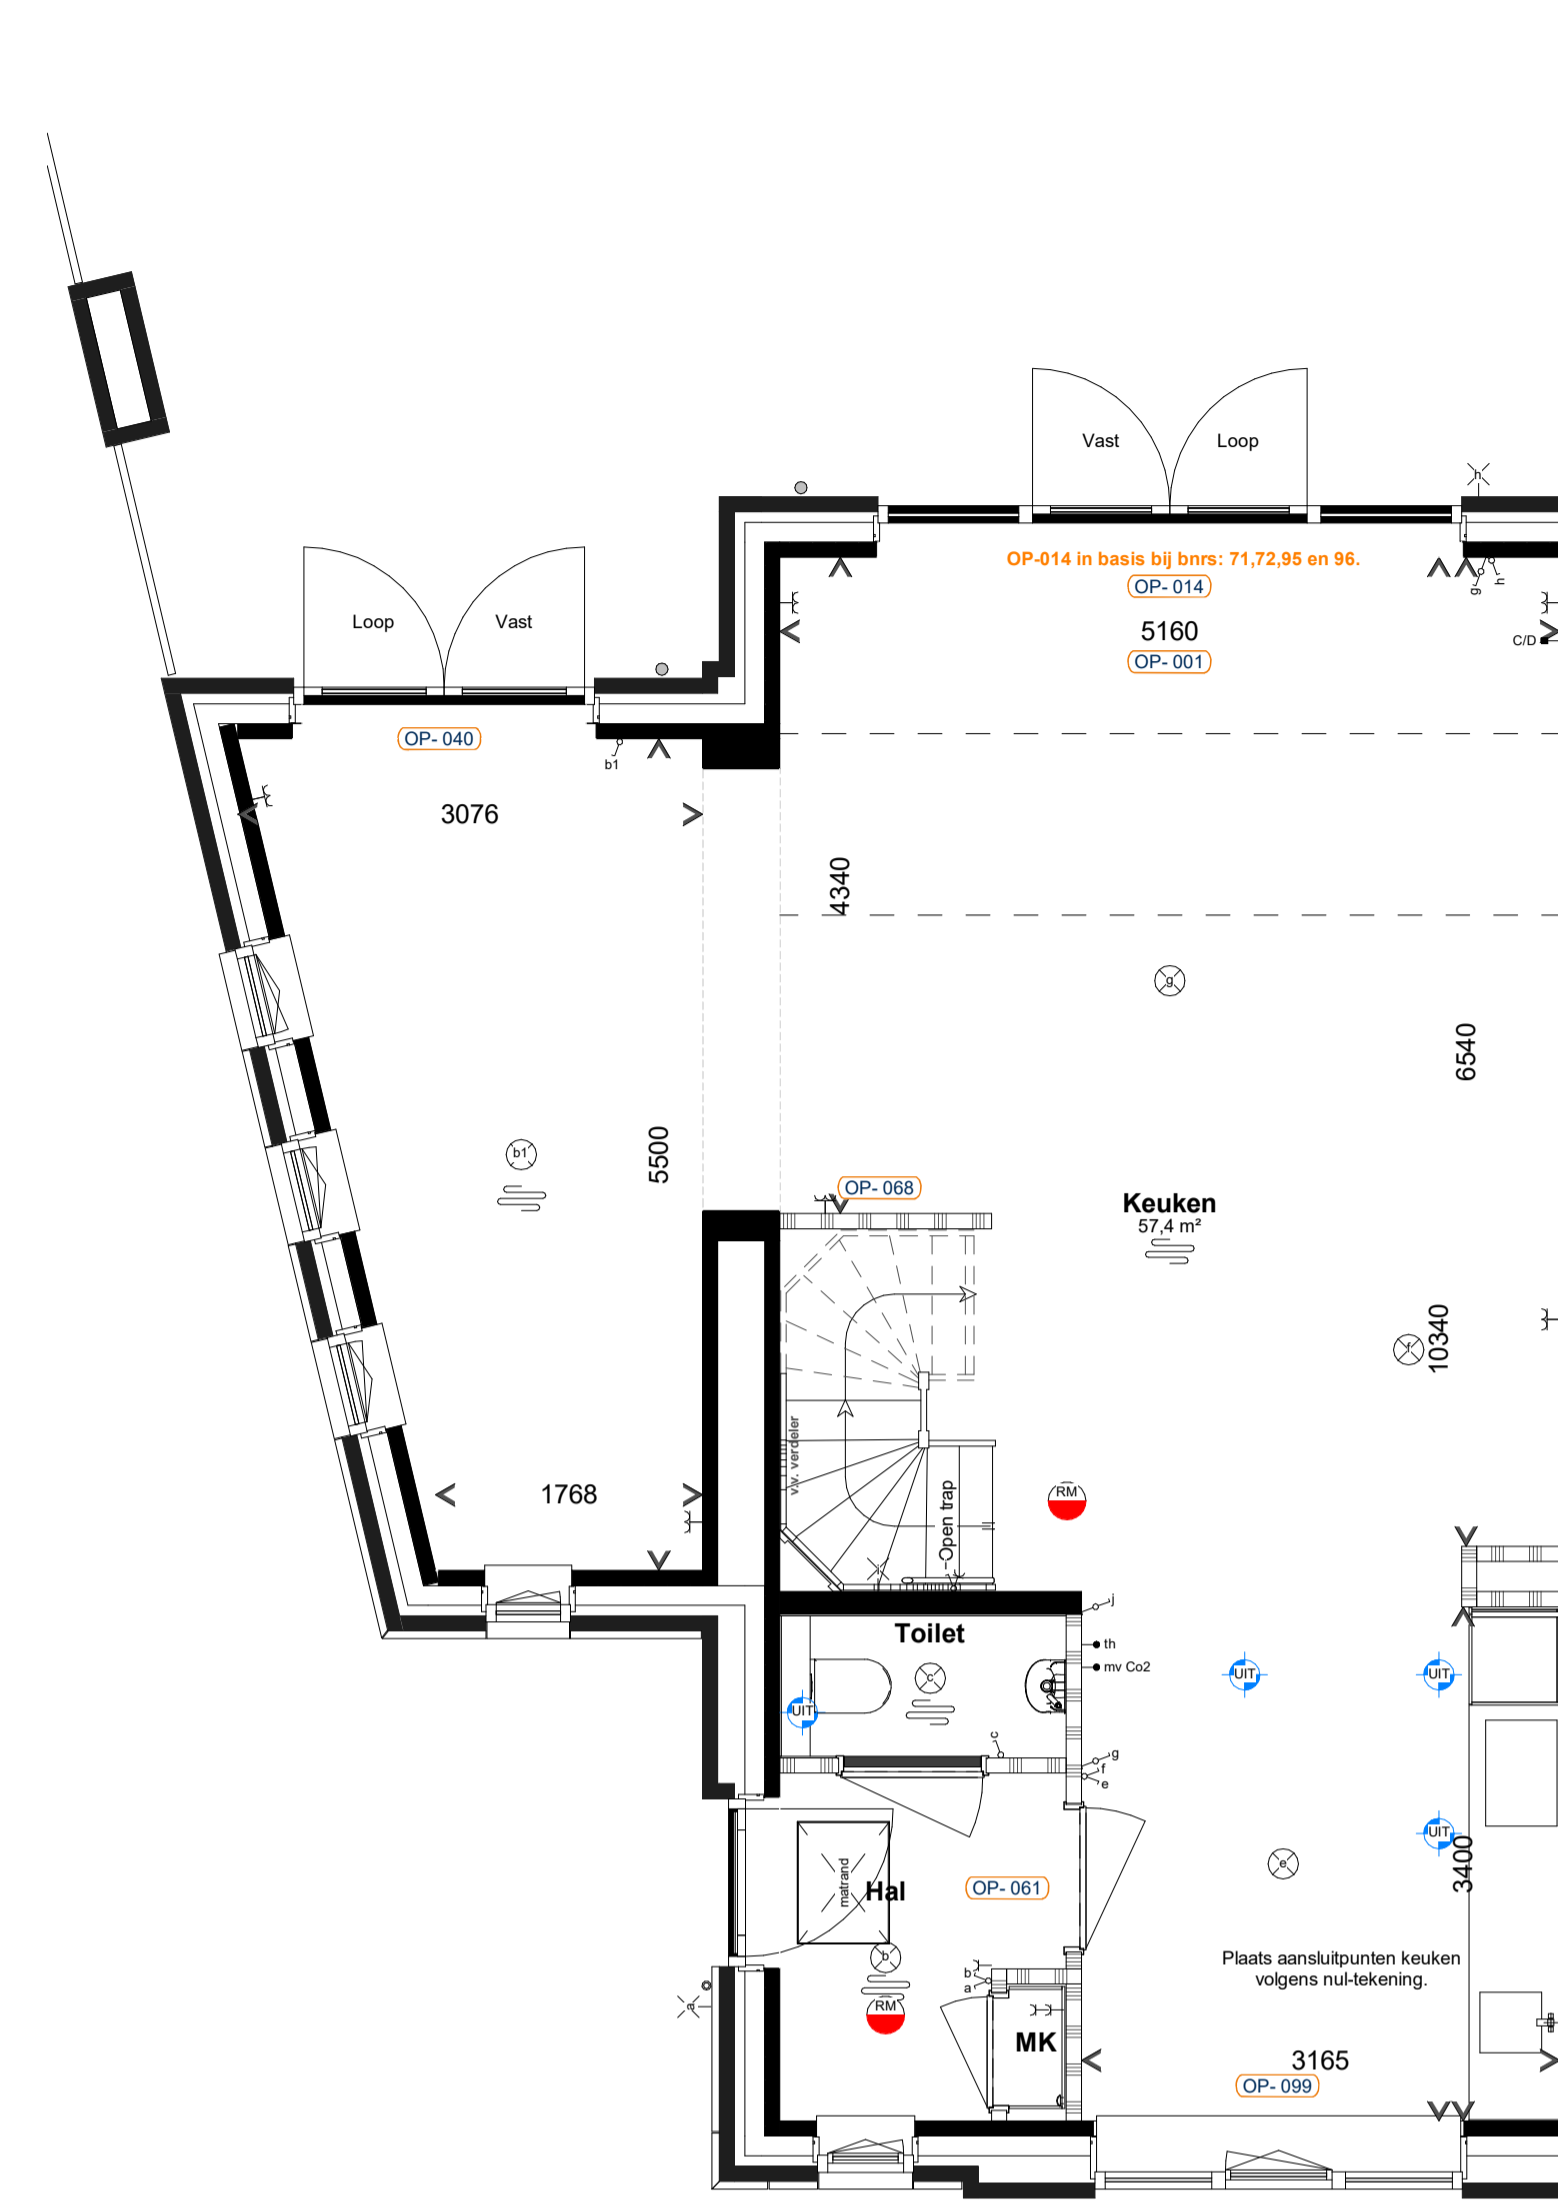 Vast
Loop
h
OP-014 in basis bij bnrs: 71,72,95 en 96.
OP- 014
g
h
Loop
Vast
5160
C/D
OP- 001
OP- 040
b1
3076
4340
g
6540
b1
5500
OP- 068
Keuken
57,4 m²
f
10340
v.v. verdeler
1768
RM
Open trap
j
Toilet
th
mv Co2
c
UIT
UIT
UIT
c
g
f
e
UIT
3400
matrand
Hal
OP- 061
e
b
Plaats aansluitpunten keuken
volgens nul-tekening.
b
a
a
RM
MK
3165
OP- 099